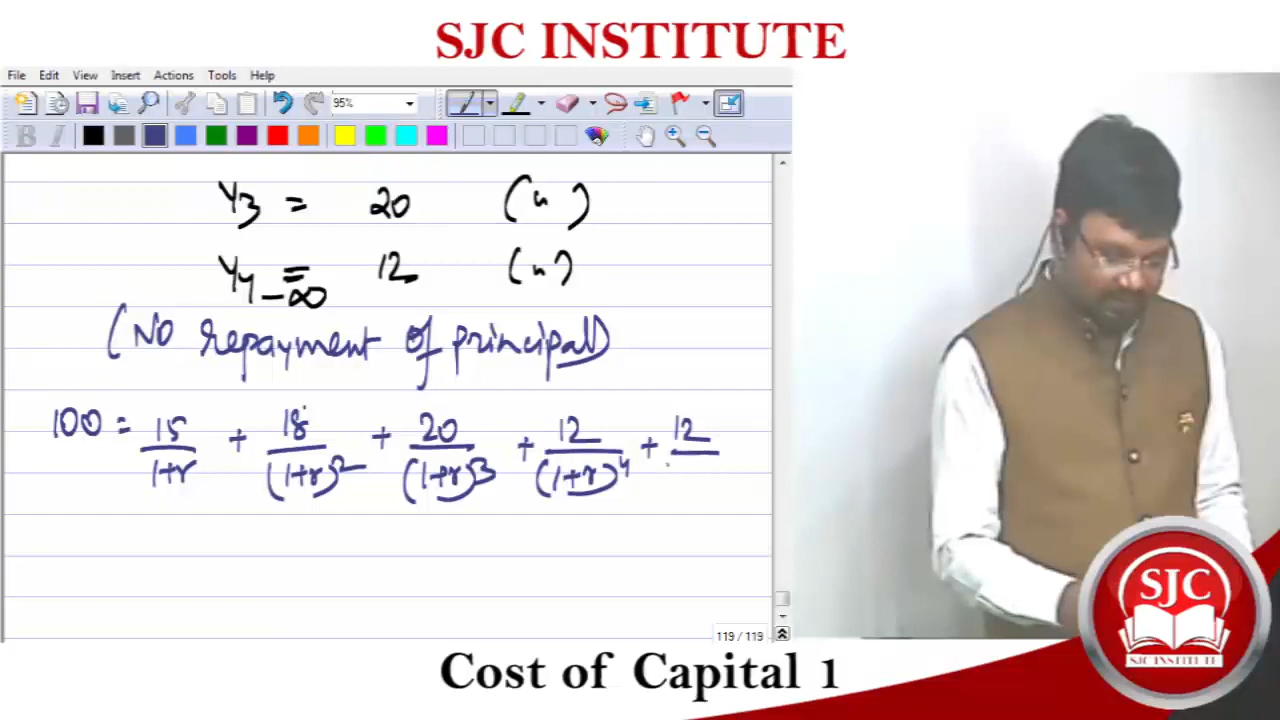 SJC INSTITUTE
File Edit View Insert Actions Tools Help
95%
B I
Y3 = 20 (u)
Y4 - ∞ = 12 (u)
(No repayment of principal)
100 = 15/(1+r) + 18/(1+r)2 + 20/(1+r)3 + 12/(1+r)4 + 12
119 / 119
SJC
SJC INSTITUTE
Cost of Capital 1